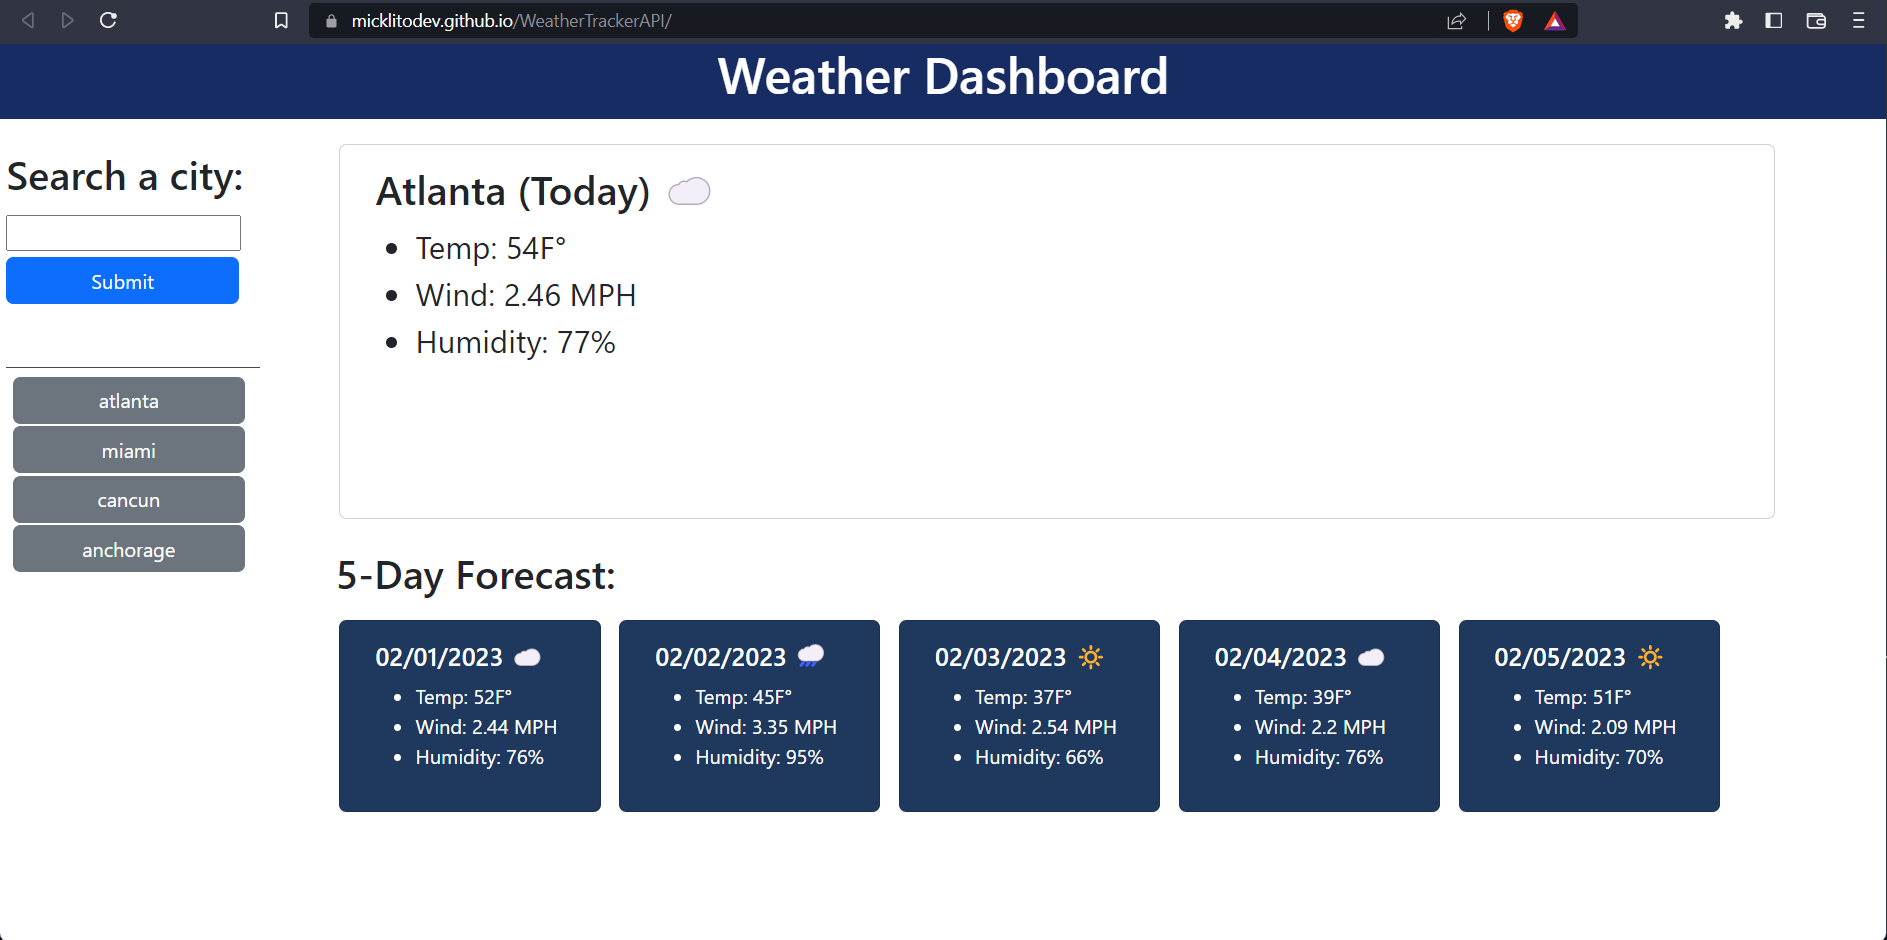 micklitodev.github.io/WeatherTrackerAPI/
Weather Dashboard
Search a city:
Submit
atlanta
miami
cancun
anchorage
Atlanta (Today)
Temp: 54F°
Wind: 2.46 MPH
Humidity: 77%
5-Day Forecast:
02/01/2023
Temp: 52F°
Wind: 2.44 MPH
Humidity: 76%
02/02/2023
Temp: 45F°
Wind: 3.35 MPH
Humidity: 95%
02/03/2023
Temp: 37F°
Wind: 2.54 MPH
Humidity: 66%
02/04/2023
Temp: 39F°
Wind: 2.2 MPH
Humidity: 76%
02/05/2023
Temp: 51F°
Wind: 2.09 MPH
Humidity: 70%